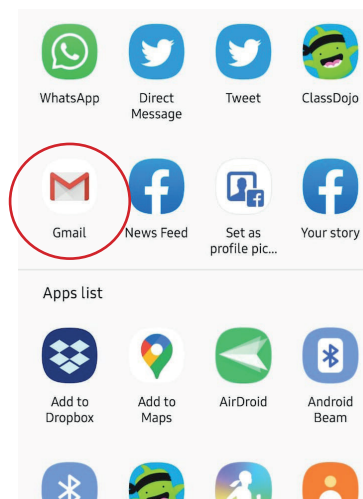 WhatsApp
Direct
Message
Tweet
ClassDojo
Gmail
News Feed
Set as
profile pic...
Your story
Apps list
Add to
Dropbox
Add to
Maps
AirDroid
Android
Beam